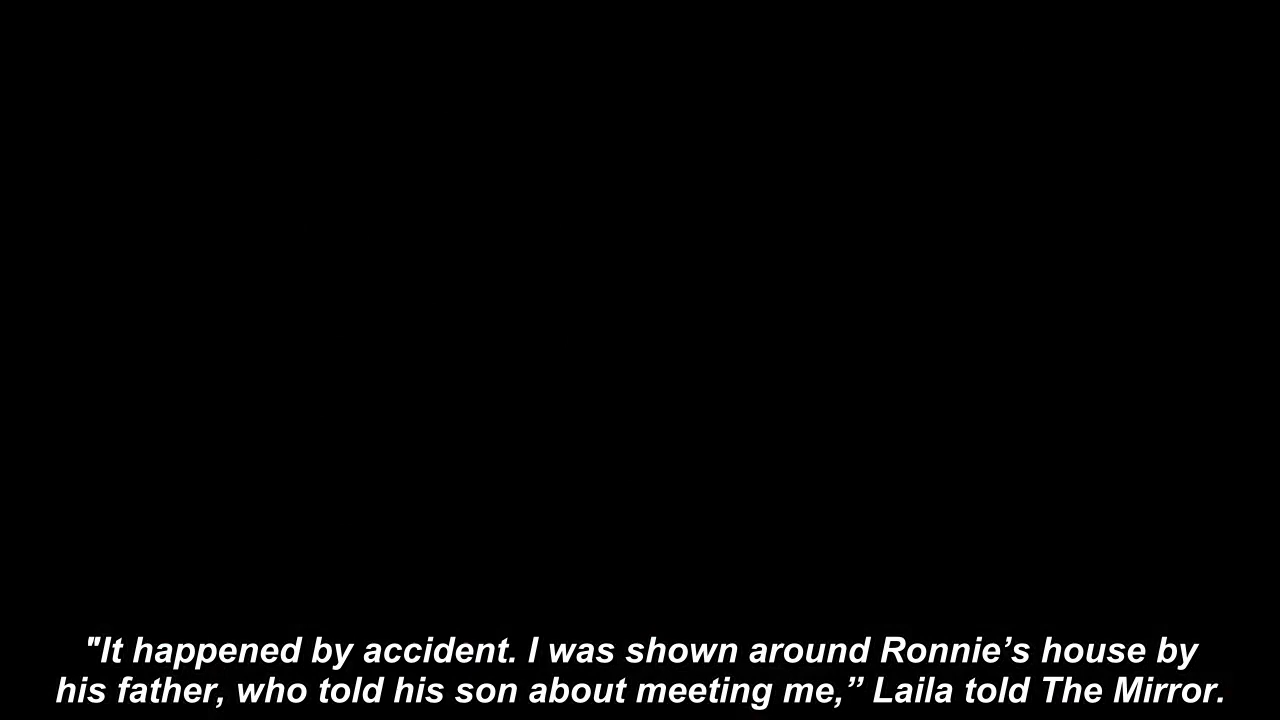 "It happened by accident. I was shown around Ronnie’s house by
his father, who told his son about meeting me,” Laila told The Mirror.